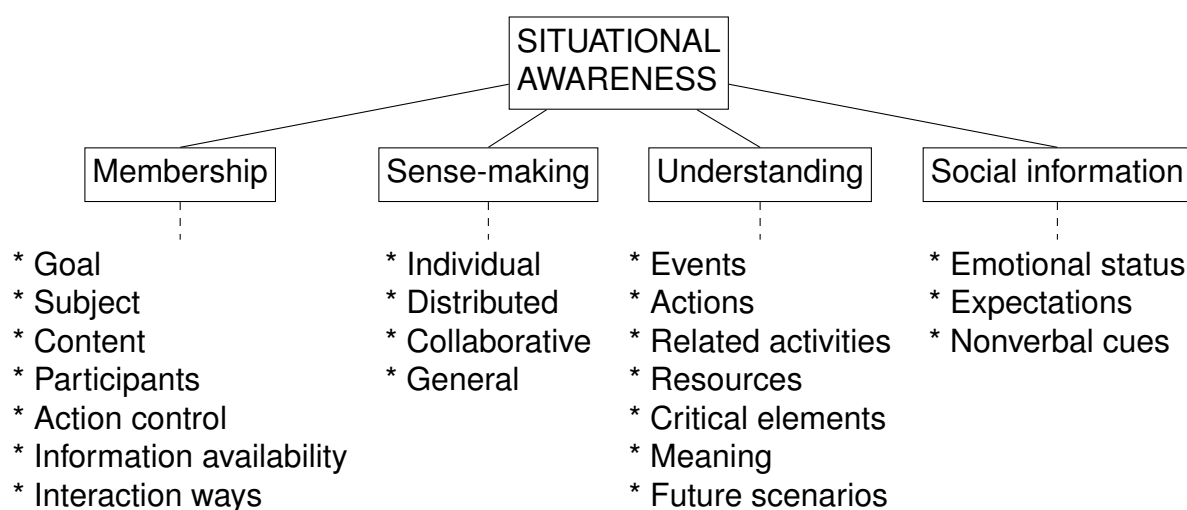 SITUATIONAL
AWARENESS
Membership
Sense-making
Understanding
Social information
* Goal
* Subject
* Content
* Participants
* Action control
* Information availability
* Interaction ways
* Individual
* Distributed
* Collaborative
* General
* Events
* Actions
* Related activities
* Resources
* Critical elements
* Meaning
* Future scenarios
* Emotional status
* Expectations
* Nonverbal cues